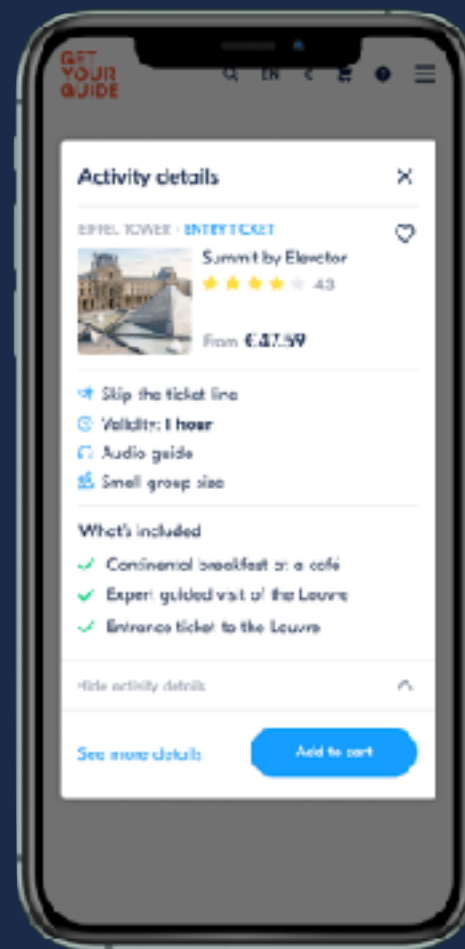 GET
YOUR
GUIDE
EN €
Activity details
EIFFEL TOWER · ENTRY TICKET
Summit by Elevator
4.3
From €47.59
Skip the ticket line
Validity: 1 hour
Audio guide
Small group size
What's included
Continental breakfast at a café
Expert guided visit of the Louvre
Entrance ticket to the Louvre
Hide activity details
See more details
Add to cart